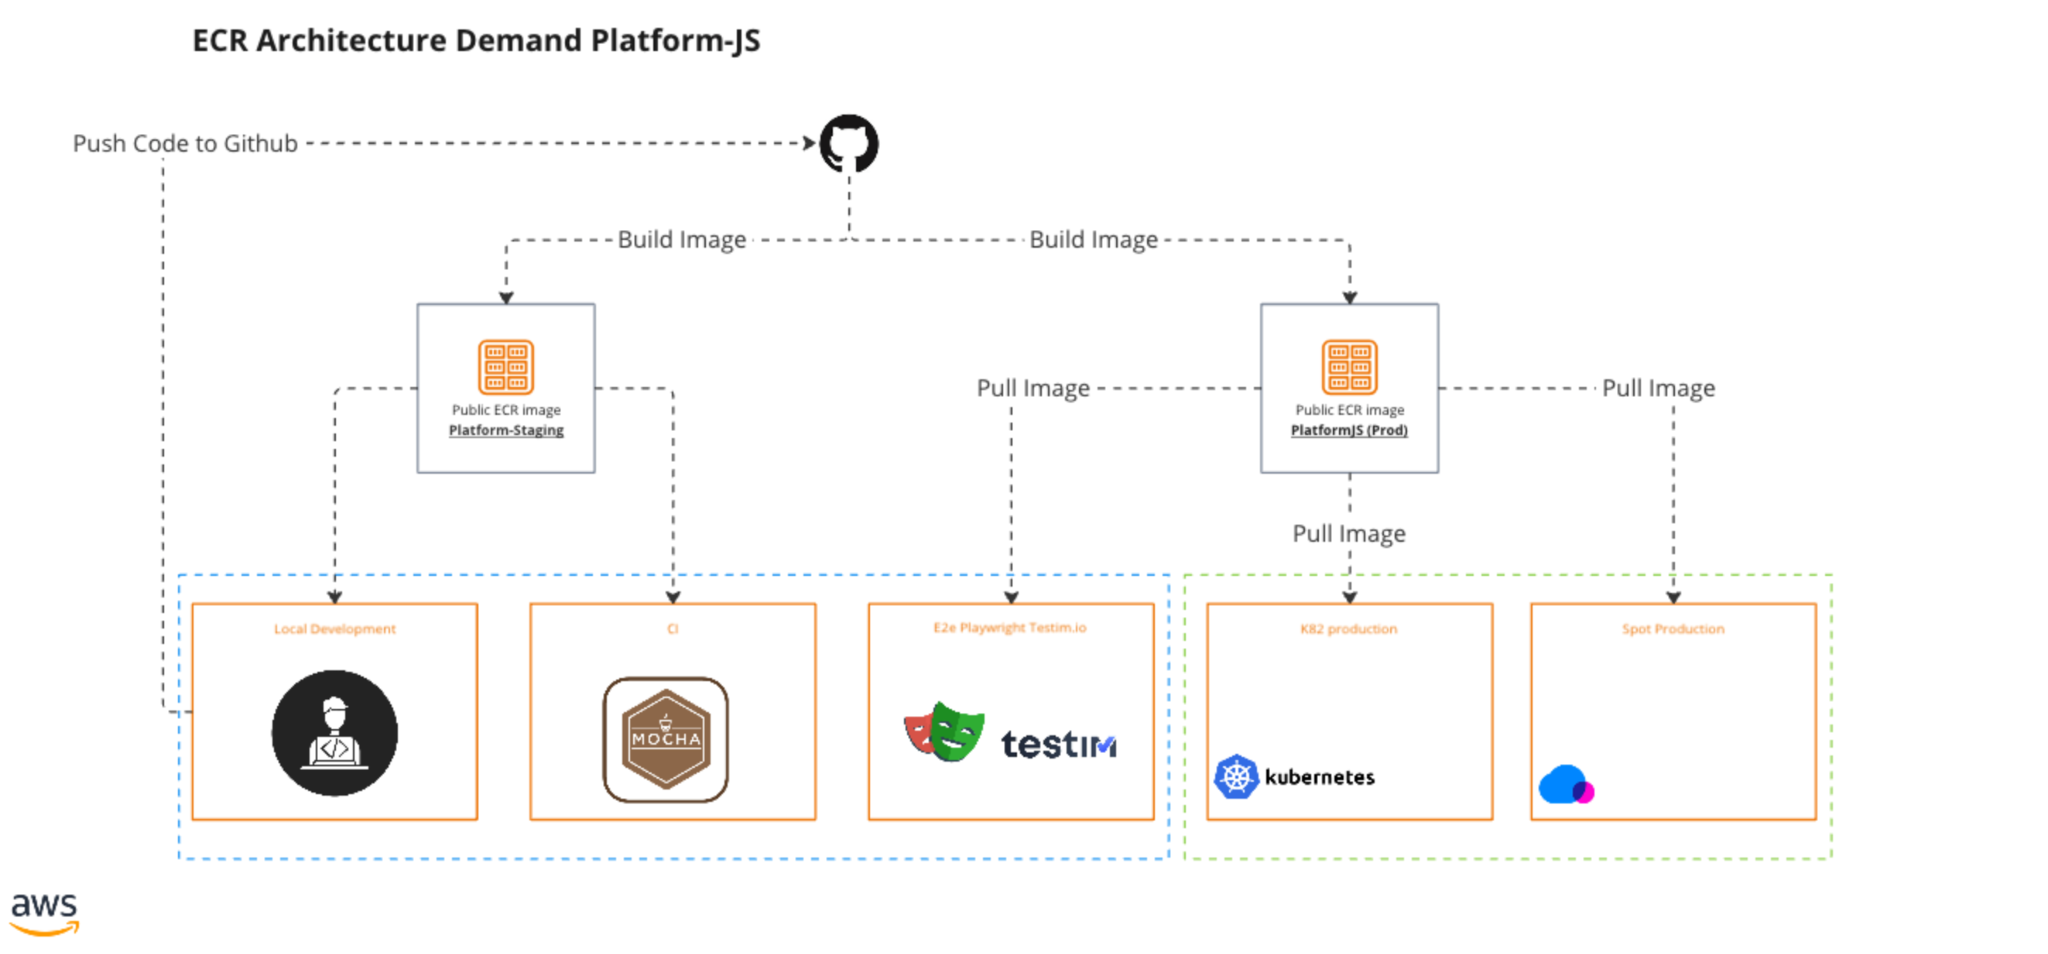 ECR Architecture Demand Platform-JS
Push Code to Github
Build Image
Build Image
Public ECR image
Platform-Staging
Pull Image
Public ECR image
PlatformJS (Prod)
Pull Image
Pull Image
Local Development
CI
E2e Playwright Testim.io
K82 production
Spot Production
MOCHA
testim
kubernetes
aws